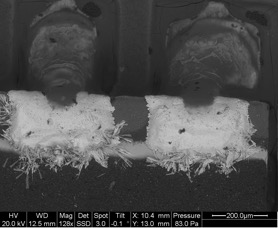 HV WD Mag Det Spot Tilt X: 10.4 mm Pressure
20.0 kV 12.5 mm 128x SSD 3.0 -0.1 ° Y: 13.0 mm 83.0 Pa 200.0µm